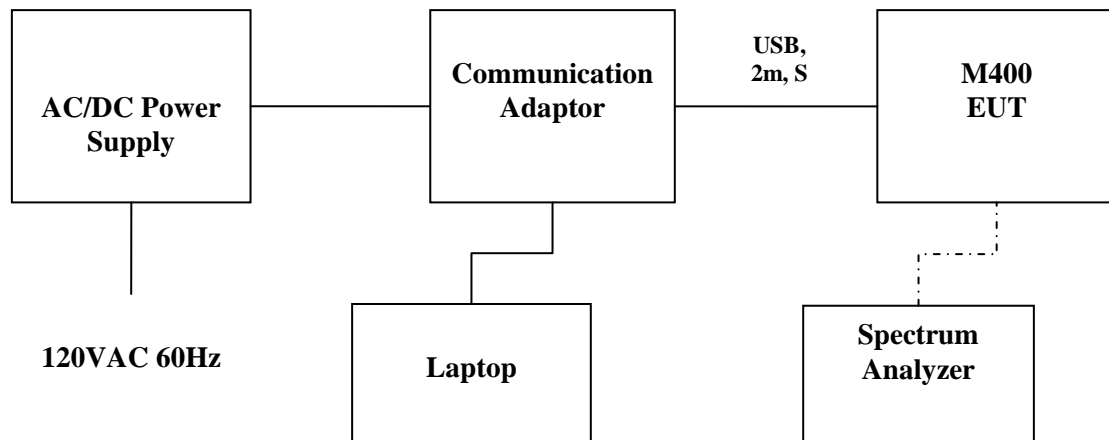 AC/DC Power
Supply
Communication
Adaptor
USB,
2m, S
M400
EUT
120VAC 60Hz
Laptop
Spectrum
Analyzer